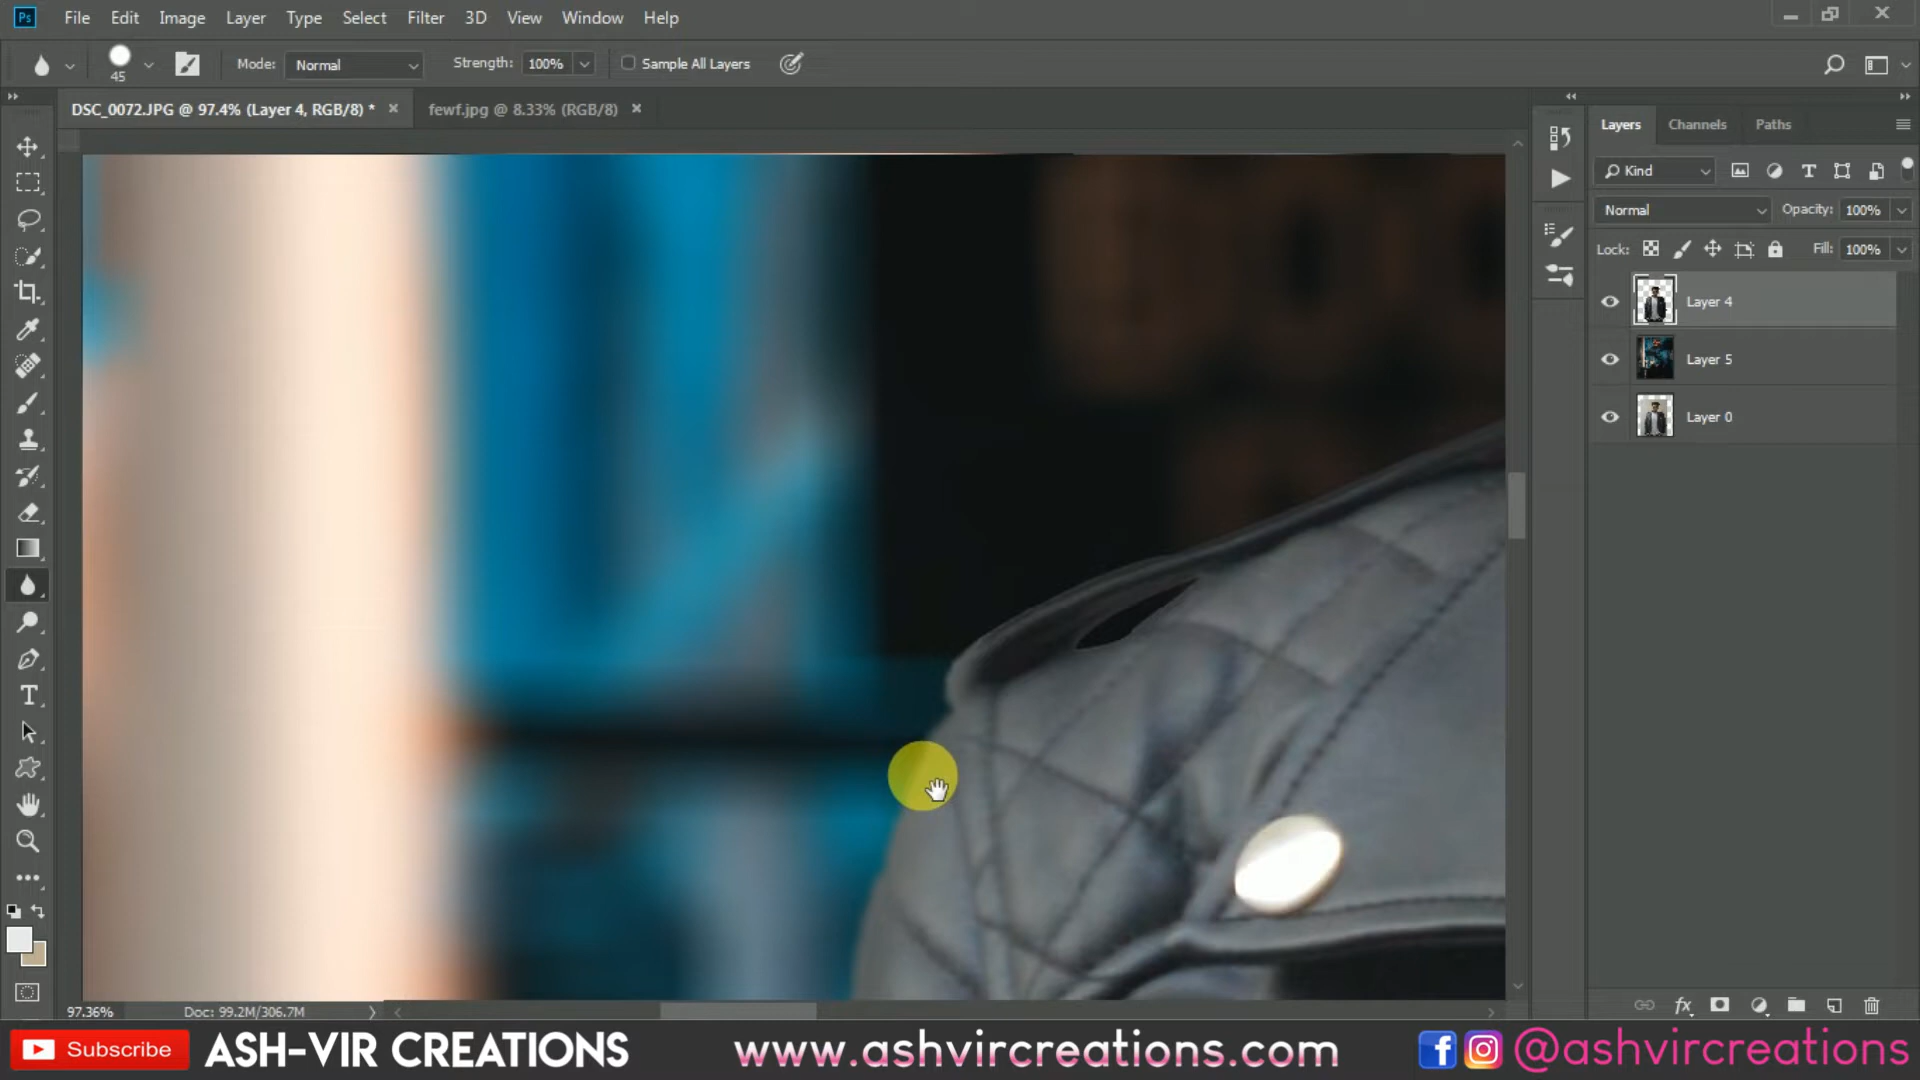 Ps File Edit Image Layer Type Select Filter 3D View Window Help
45 Mode: Normal Strength: 100% Sample All Layers
DSC_0072.JPG @ 97.4% (Layer 4, RGB/8) * × fewf.jpg @ 8.33% (RGB/8) ×
Layers Channels Paths
Kind
Normal Opacity: 100%
Lock: Fill: 100%
Layer 4
Layer 5
Layer 0
97.36% Doc: 99.2M/306.7M
Subscribe ASH-VIR CREATIONS www.ashvircreations.com @ashvircreations